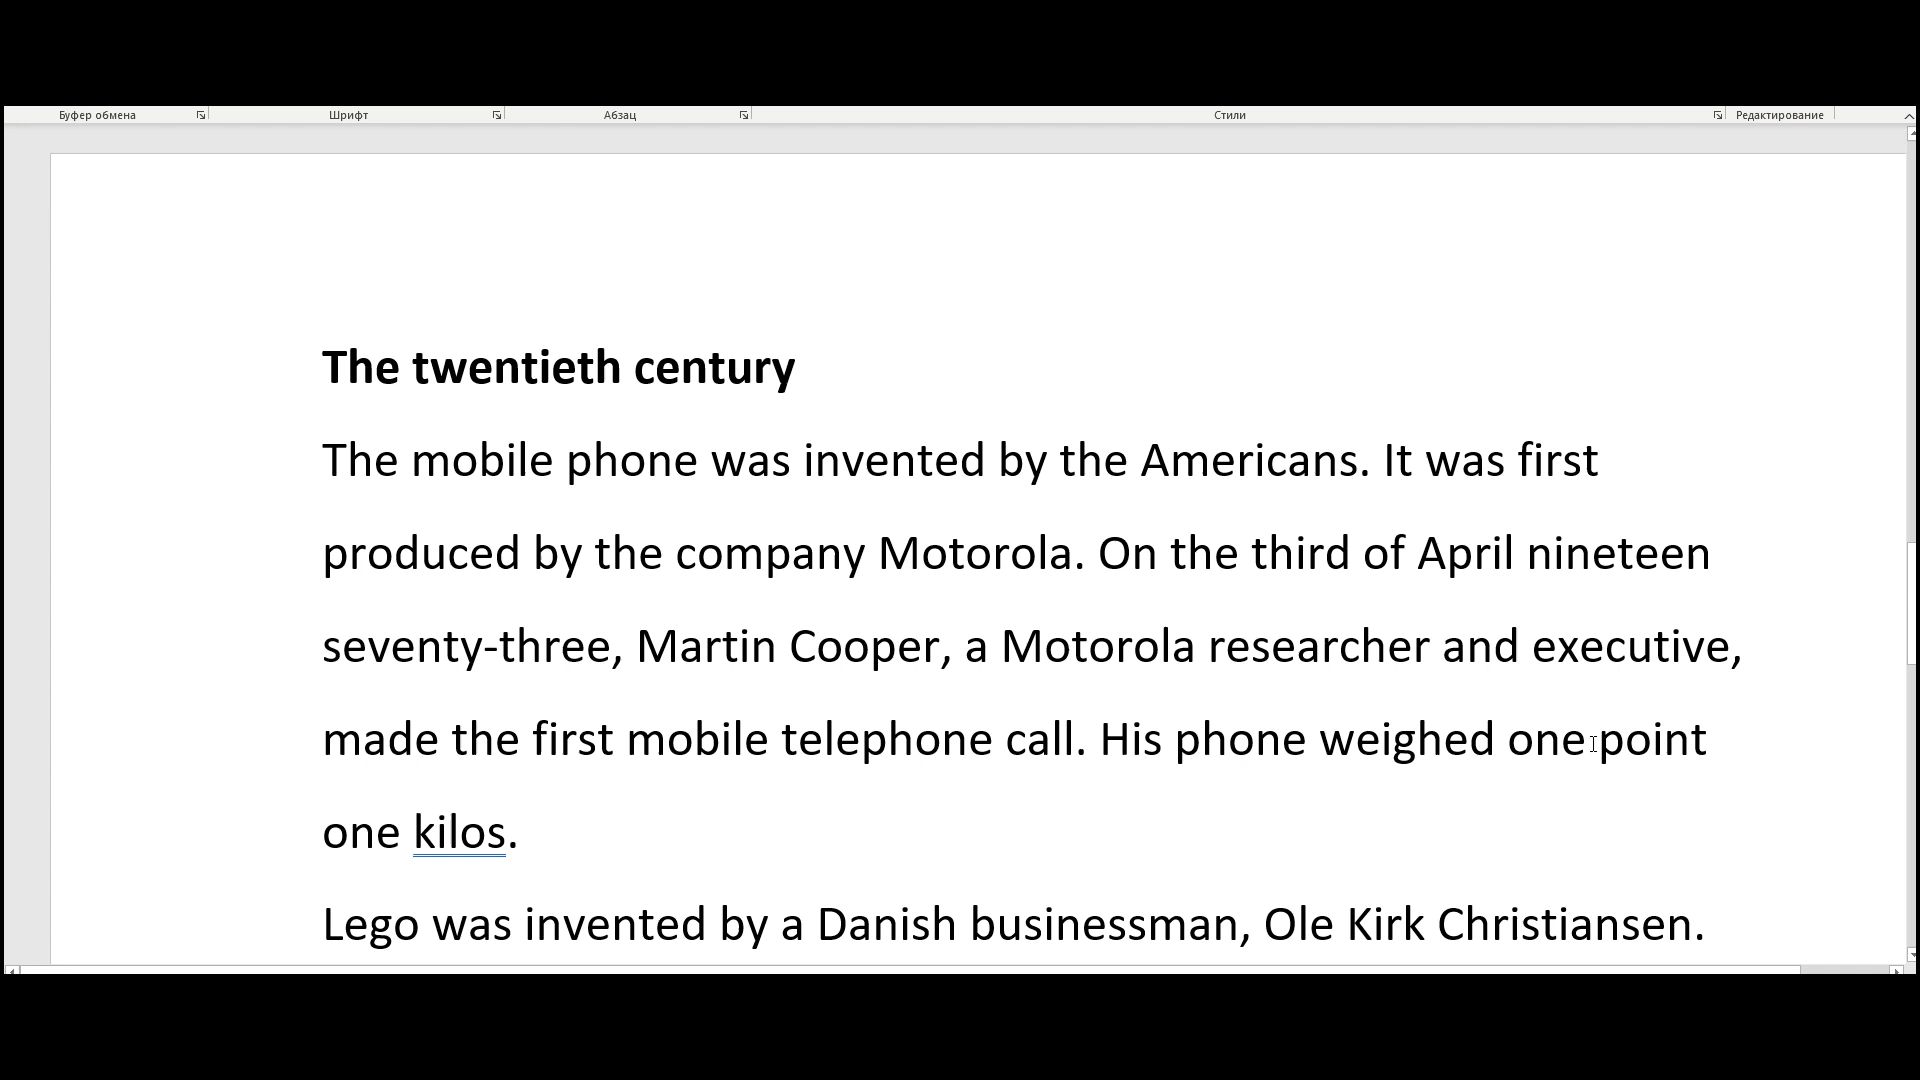 Буфер обмена Шрифт Абзац Стили Редактирование
The twentieth century
The mobile phone was invented by the Americans. It was first
produced by the company Motorola. On the third of April nineteen
seventy-three, Martin Cooper, a Motorola researcher and executive,
made the first mobile telephone call. His phone weighed one point
one kilos.
Lego was invented by a Danish businessman, Ole Kirk Christiansen.